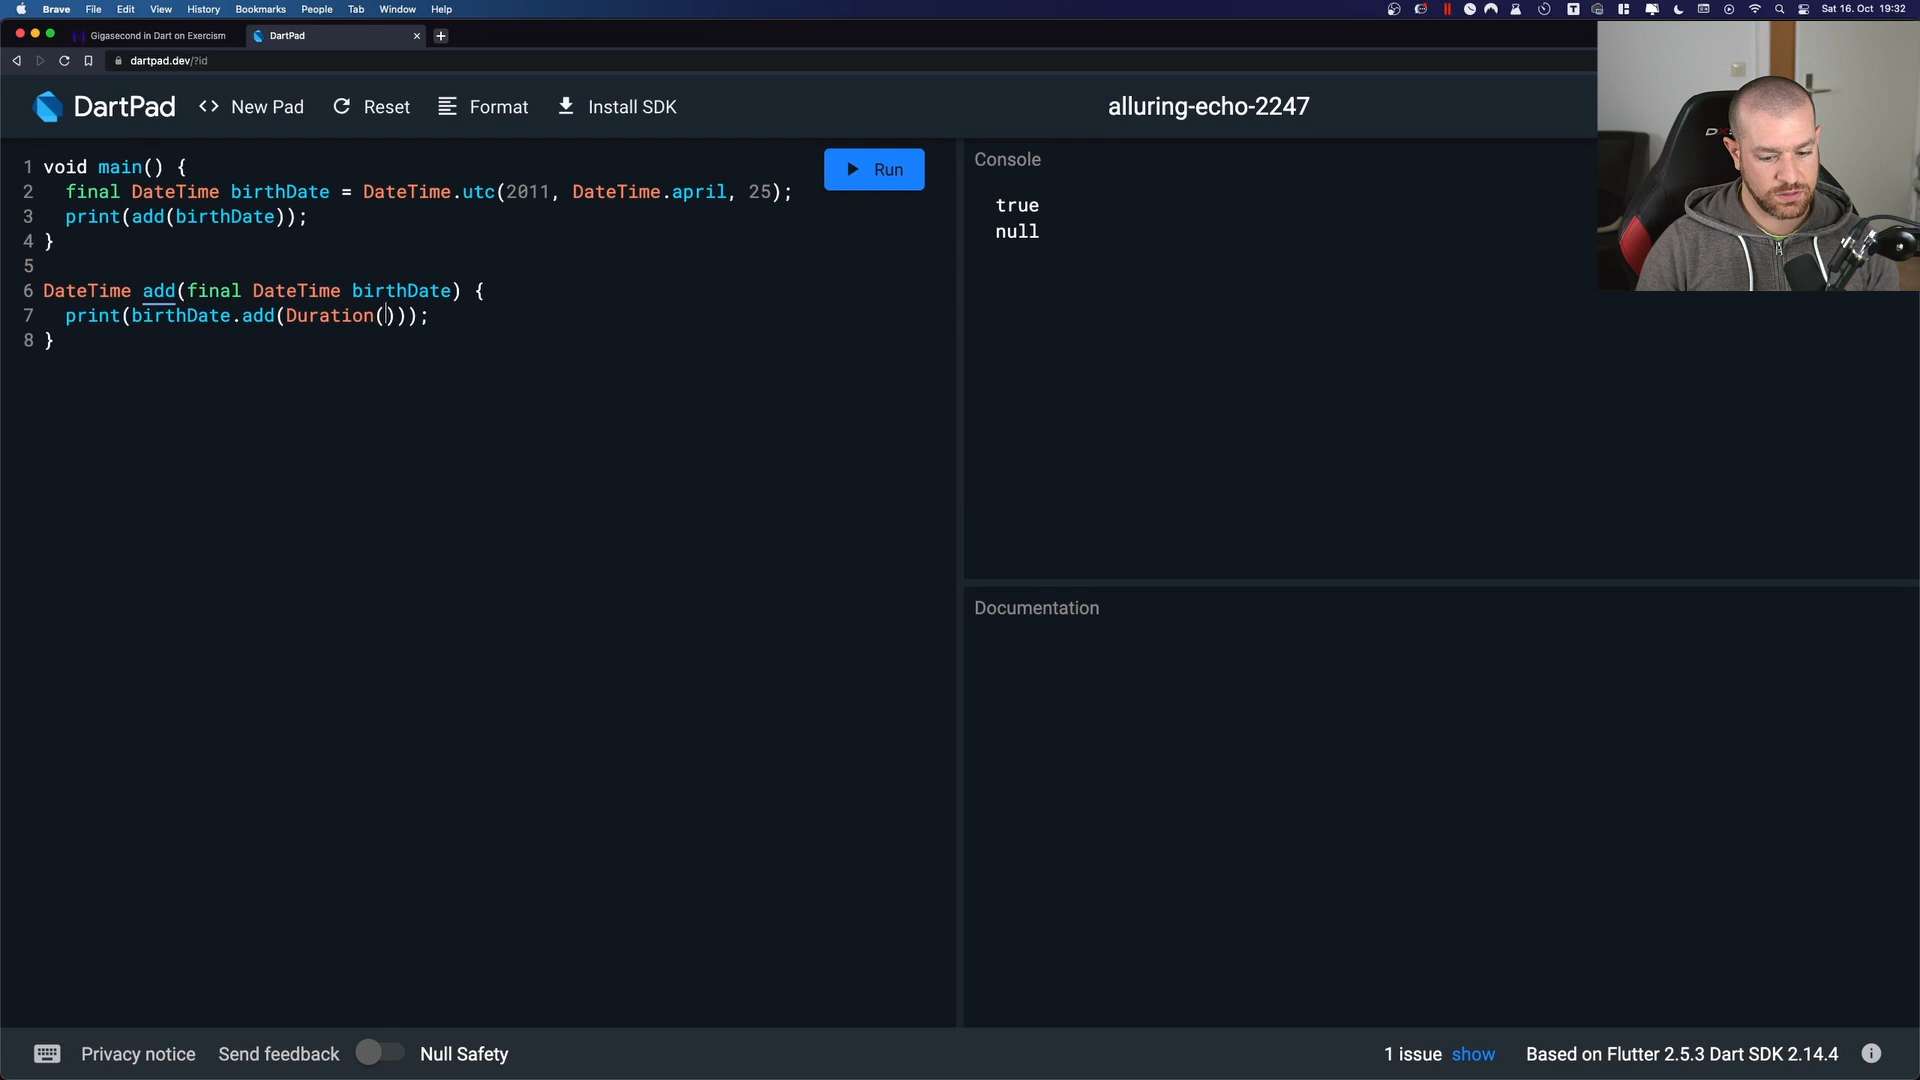 Brave File Edit View History Bookmarks People Tab Window Help
Sat 16. Oct 19:32
Gigasecond in Dart on Exercism
DartPad
dartpad.dev/?id
DartPad
<> New Pad
Reset
Format
Install SDK
alluring-echo-2247
1 void main() {
2 final DateTime birthDate = DateTime.utc(2011, DateTime.april, 25);
3 print(add(birthDate));
4 }
5
6 DateTime add(final DateTime birthDate) {
7 print(birthDate.add(Duration()));
8 }
Run
Console
true
null
Documentation
Privacy notice
Send feedback
Null Safety
1 issue show
Based on Flutter 2.5.3 Dart SDK 2.14.4